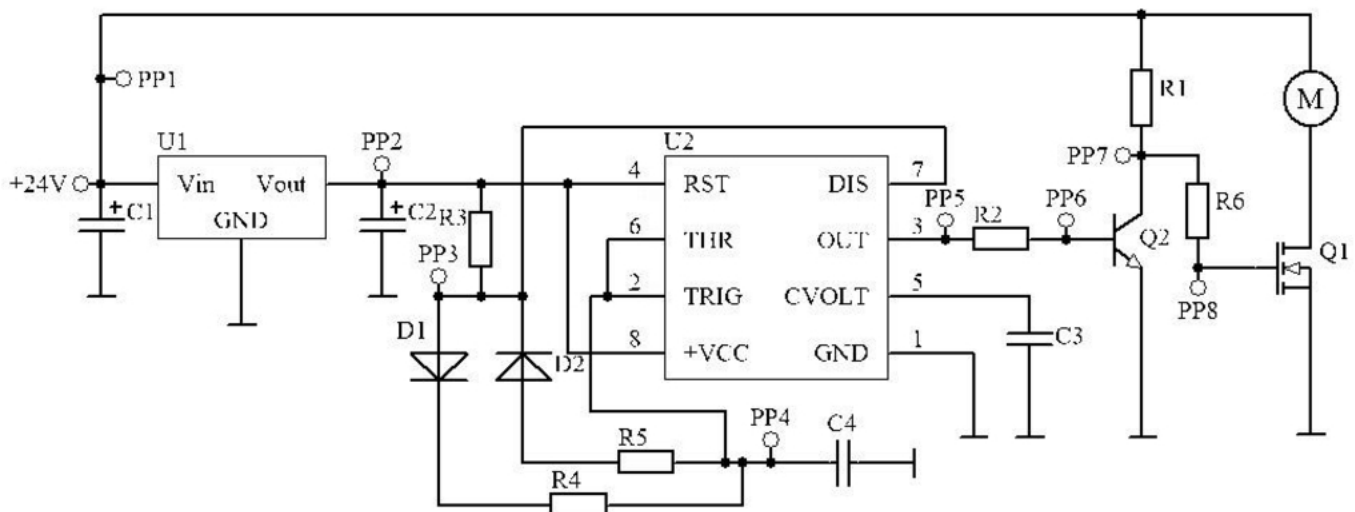 PP1
R1
M
U1
PP2
U2
+24V
Vin
Vout
GND
+
C1
+
C2
R3
PP3
4
RST
DIS
7
6
THR
OUT
3
PP5
R2
PP6
PP7
R6
Q2
Q1
PP8
2
TRIG
CVOLT
5
8
+VCC
GND
1
C3
D1
D2
PP4
C4
R5
R4